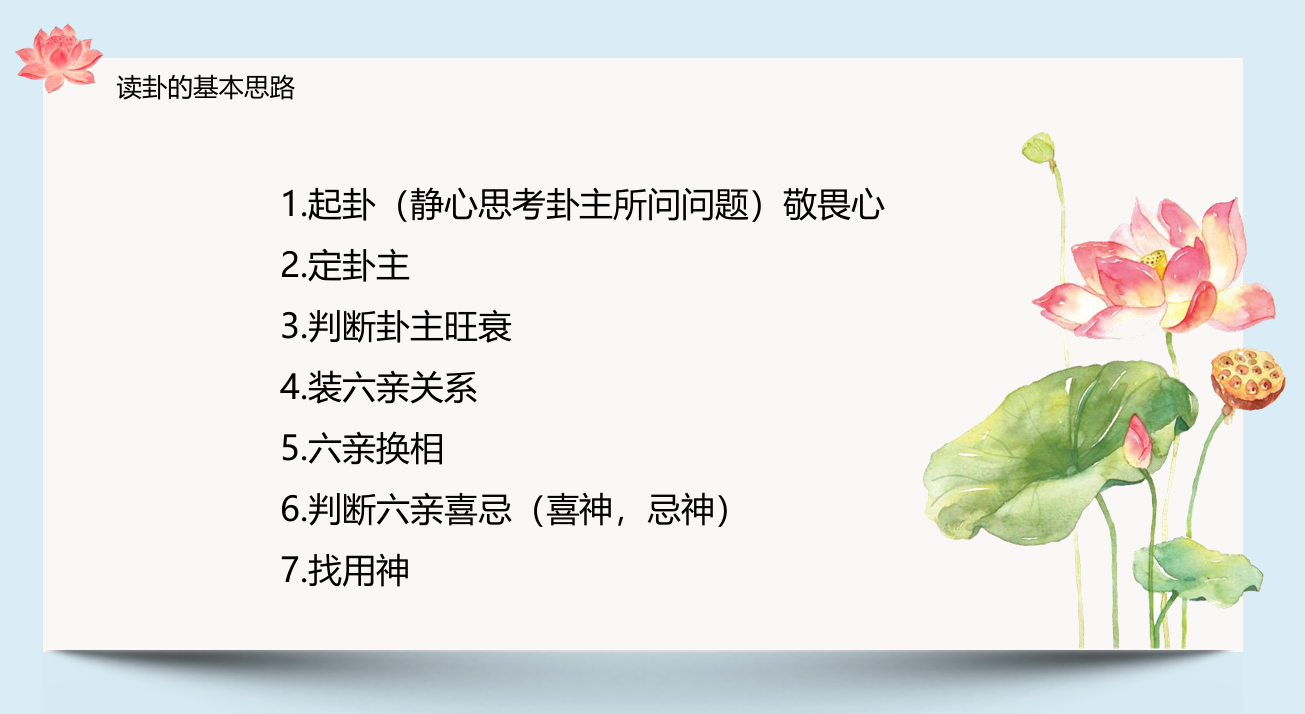 读卦的基本思路
1.起卦（静心思考卦主所问问题）敬畏心
2.定卦主
3.判断卦主旺衰
4.装六亲关系
5.六亲换相
6.判断六亲喜忌（喜神，忌神）
7.找用神